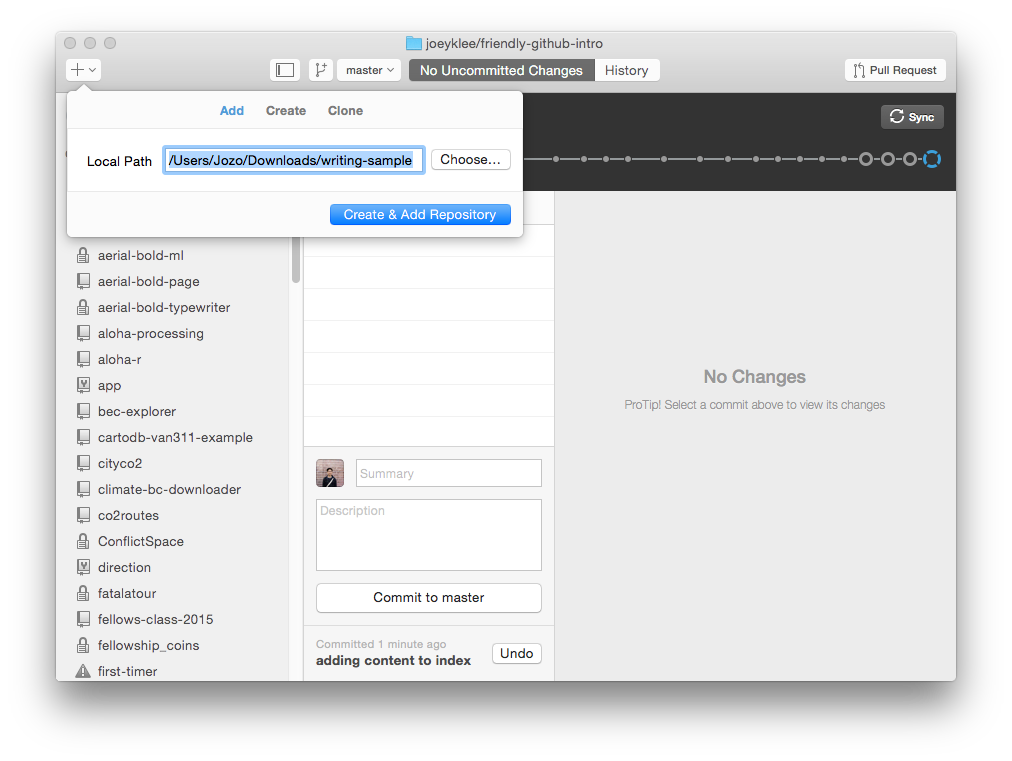 joeyklee/friendly-github-intro
master
No Uncommitted Changes
History
Pull Request
Add
Create
Clone
Sync
Local Path
/Users/Jozo/Downloads/writing-sample
Choose...
Create & Add Repository
aerial-bold-ml
aerial-bold-page
aerial-bold-typewriter
aloha-processing
aloha-r
app
bec-explorer
cartodb-van311-example
cityco2
climate-bc-downloader
co2routes
ConflictSpace
direction
fatalatour
fellows-class-2015
fellowship_coins
first-timer
Summary
Description
Commit to master
Committed 1 minute ago
adding content to index
Undo
No Changes
ProTip! Select a commit above to view its changes